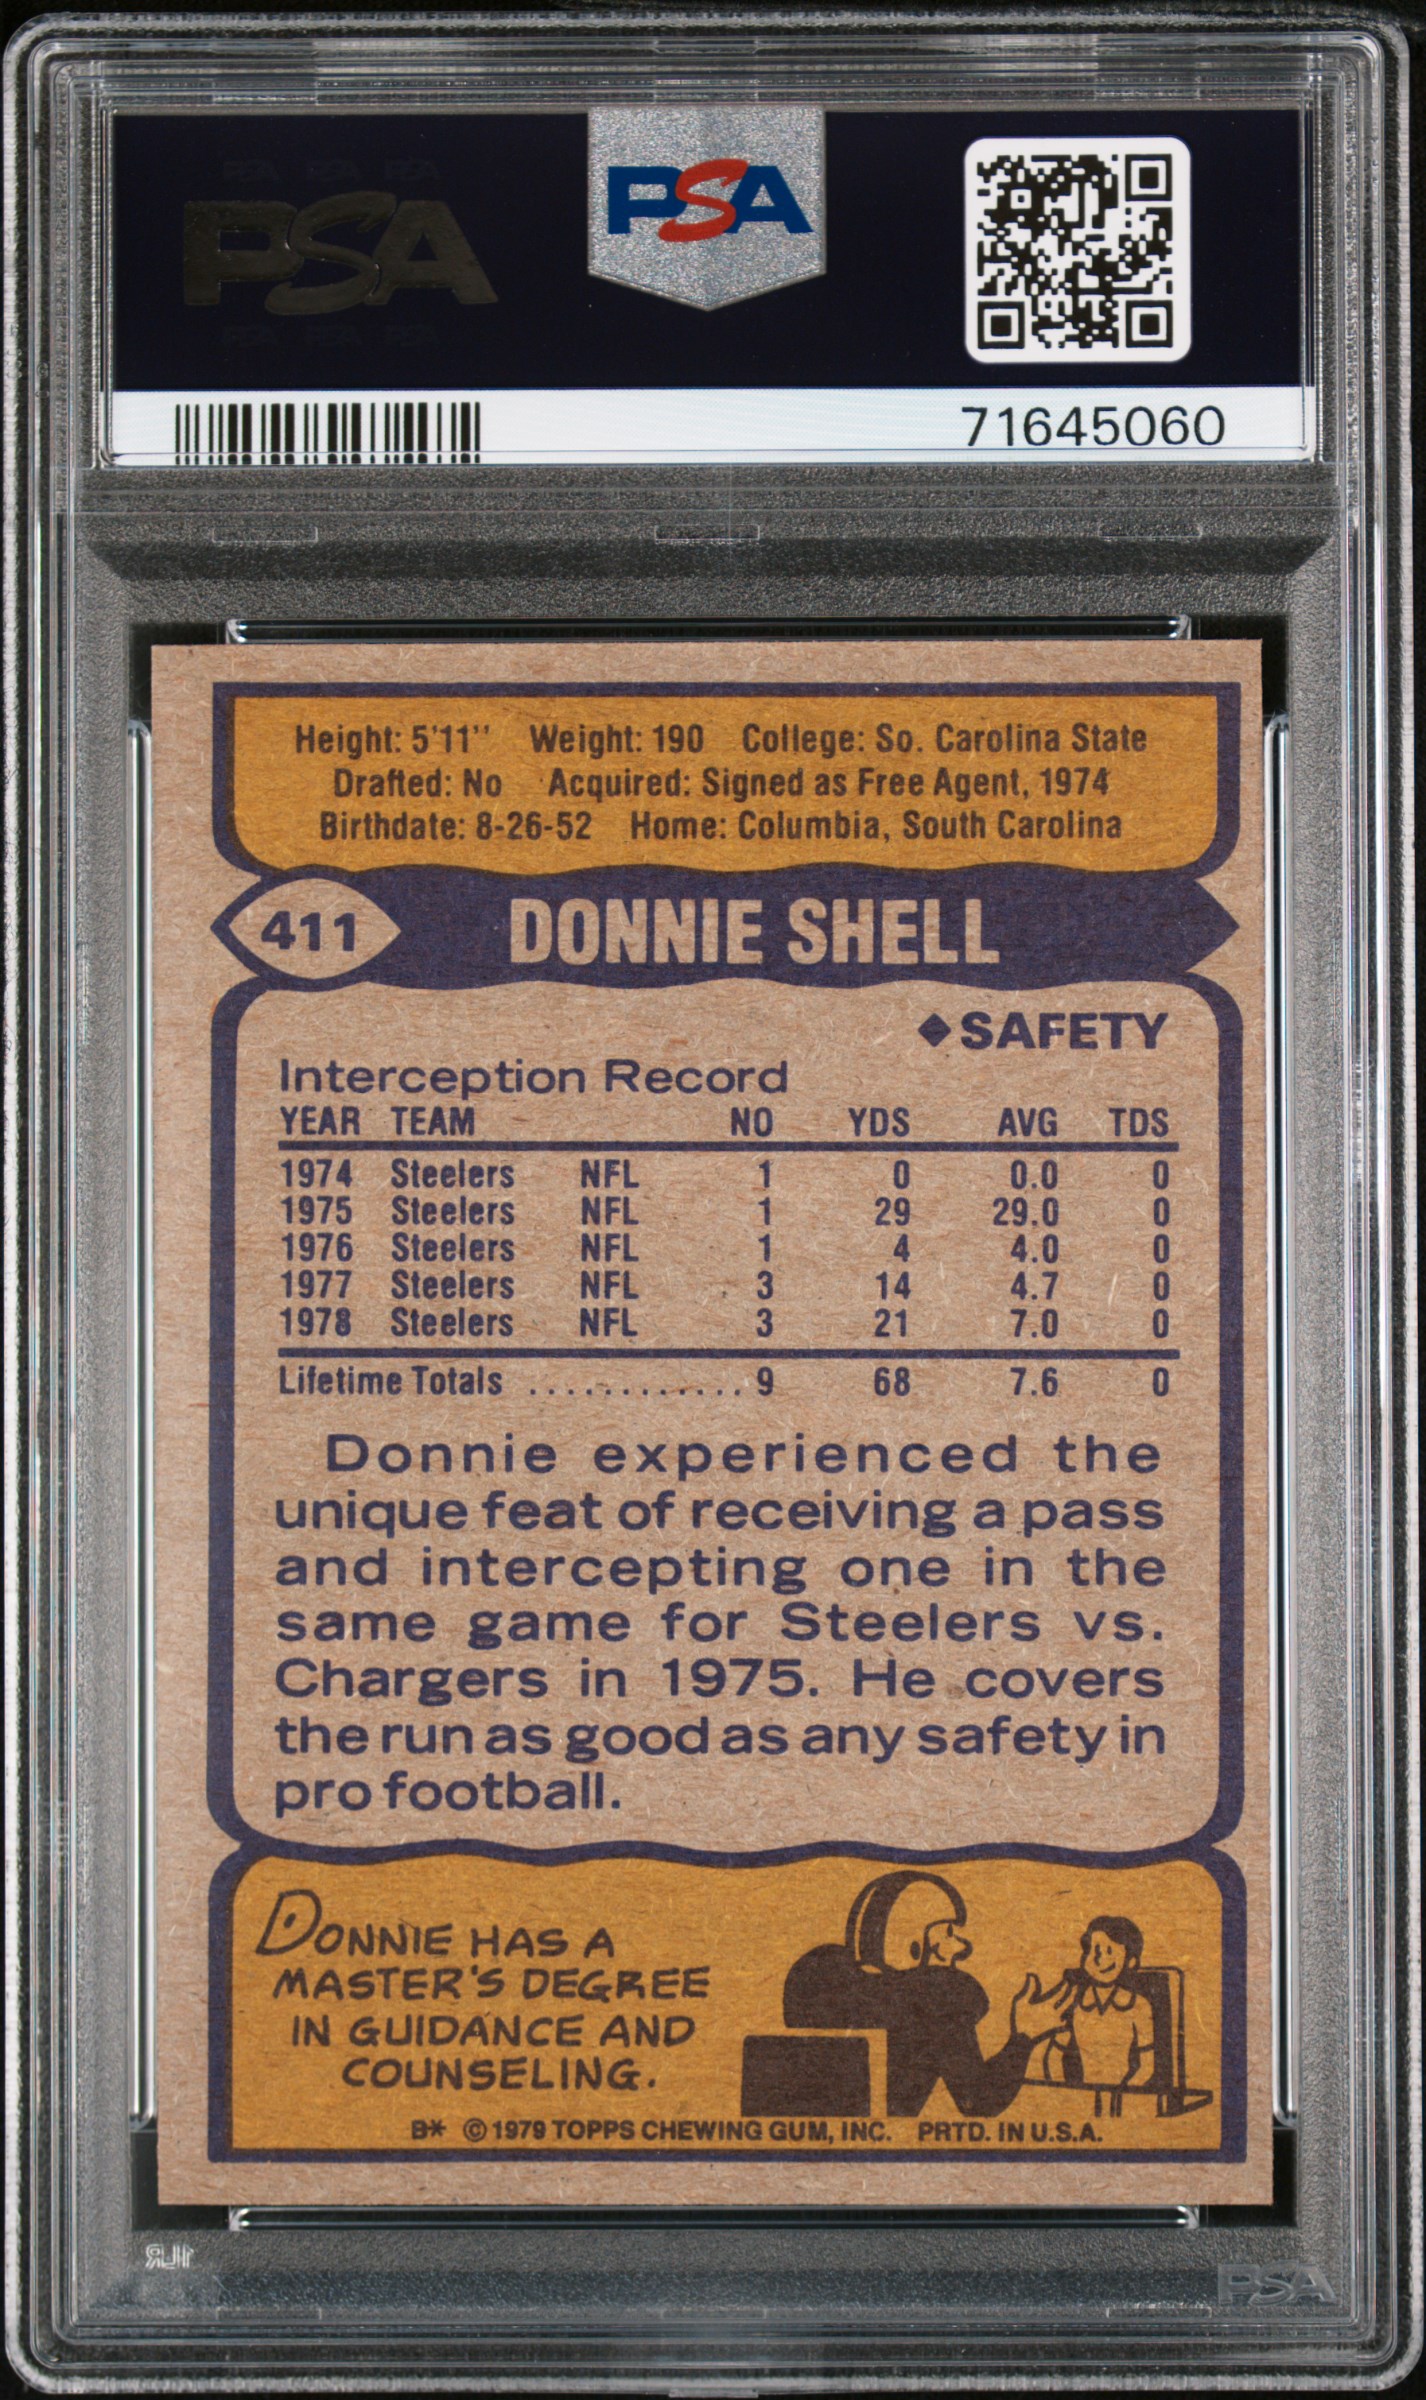 PSA PSA PSA
PSA
PSA PSA PSA
PSA
71645060
Height: 5'11'' Weight: 190 College: So. Carolina State
Drafted: No Acquired: Signed as Free Agent, 1974
Birthdate: 8-26-52 Home: Columbia, South Carolina
411 DONNIE SHELL
◆SAFETY
Interception Record
YEAR TEAM NO YDS AVG TDS
1974 Steelers NFL 1 0 0.0 0
1975 Steelers NFL 1 29 29.0 0
1976 Steelers NFL 1 4 4.0 0
1977 Steelers NFL 3 14 4.7 0
1978 Steelers NFL 3 21 7.0 0
Lifetime Totals ............. 9 68 7.6 0
Donnie experienced the
unique feat of receiving a pass
and intercepting one in the
same game for Steelers vs.
Chargers in 1975. He covers
the run as good as any safety in
pro football.
DONNIE HAS A
MASTER'S DEGREE
IN GUIDANCE AND
COUNSELING.
B* © 1979 TOPPS CHEWING GUM, INC. PRTD. IN U.S.A.
1LR
PSA